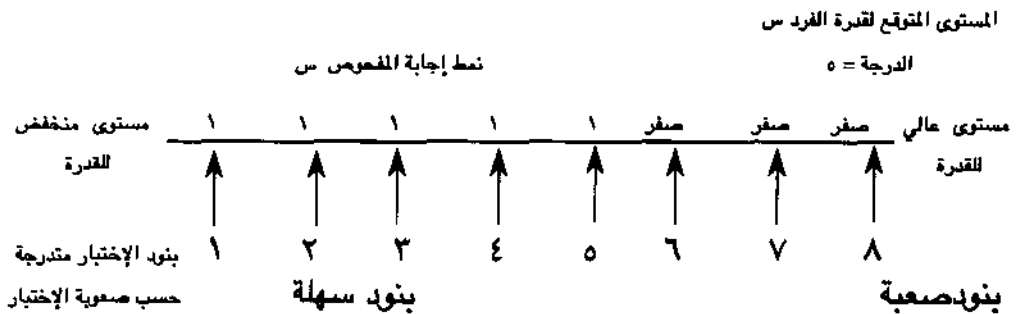 المستوى المتوقع لقدرة الفرد س
الدرجة = ٥
نمط إجابة المفحوص س
مستوى عالي للقدرة
صفر صفر صفر ١ ١ ١ ١ ١
مستوى منخفض للقدرة
١ ٢ ٣ ٤ ٥ ٦ ٧ ٨
بنود الإختبار متدرجة
حسب صعوبة الإختبار
بنود سهلة
بنودصعبة